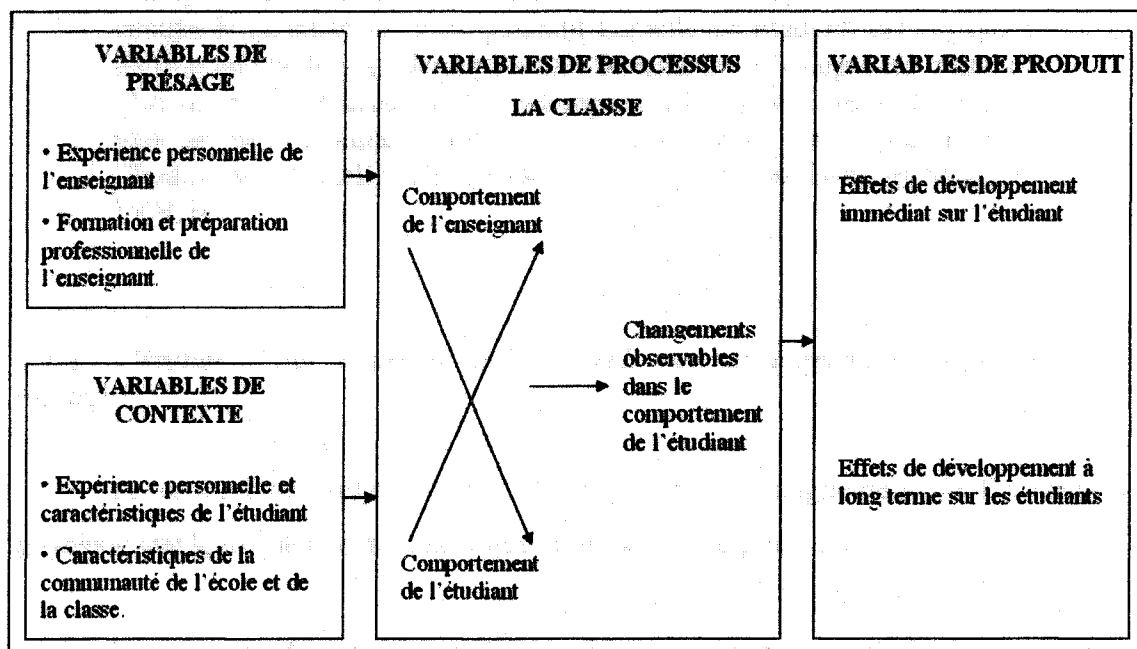 VARIABLES DE
PRÉSAGE
• Expérience personnelle de
l'enseignant
• Formation et préparation
professionnelle de
l'enseignant.
VARIABLES DE
CONTEXTE
• Expérience personnelle et
caractéristiques de l'étudiant
• Caractéristiques de la
communauté de l'école et de
la classe.
VARIABLES DE PROCESSUS
LA CLASSE
Comportement
de l'enseignant
Changements
observables
dans le
comportement
de l'étudiant
Comportement
de l'étudiant
VARIABLES DE PRODUIT
Effets de développement
immédiat sur l'étudiant
Effets de développement à
long terme sur les étudiants